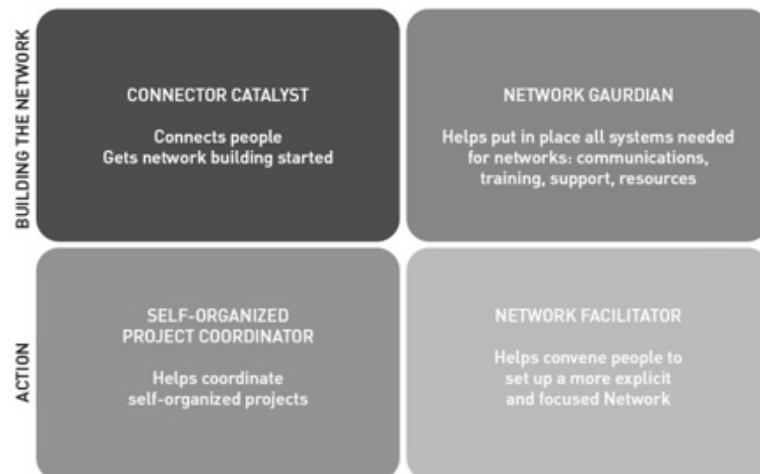 BUILDING THE NETWORK
CONNECTOR CATALYST
Connects people
Gets network building started
NETWORK GAURDIAN
Helps put in place all systems needed
for networks: communications,
training, support, resources
ACTION
SELF-ORGANIZED
PROJECT COORDINATOR
Helps coordinate
self-organized projects
NETWORK FACILITATOR
Helps convene people to
set up a more explicit
and focused Network